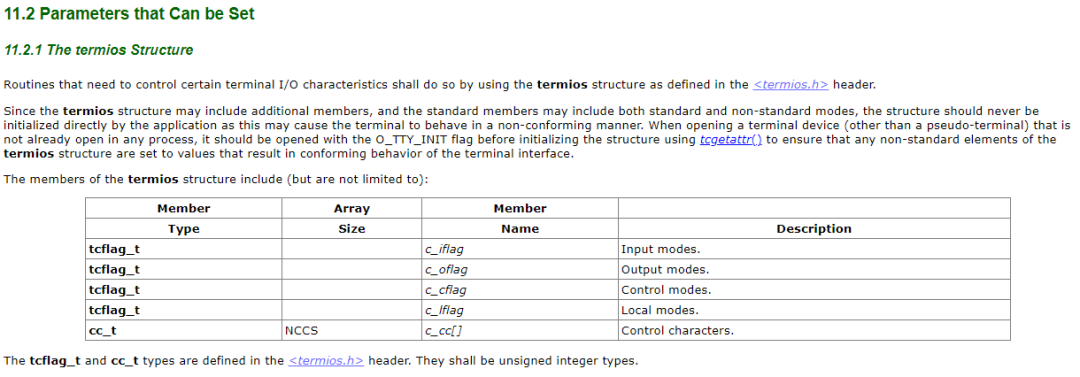 11.2 Parameters that Can be Set
11.2.1 The termios Structure
Routines that need to control certain terminal I/O characteristics shall do so by using the termios structure as defined in the <termios.h> header.
Since the termios structure may include additional members, and the standard members may include both standard and non-standard modes, the structure should never be
initialized directly by the application as this may cause the terminal to behave in a non-conforming manner. When opening a terminal device (other than a pseudo-terminal) that is
not already open in any process, it should be opened with the O_TTY_INIT flag before initializing the structure using tcgetattr() to ensure that any non-standard elements of the
termios structure are set to values that result in conforming behavior of the terminal interface.
The members of the termios structure include (but are not limited to):
Member Array Member
Type Size Name Description
tcflag_t c_iflag Input modes.
tcflag_t c_oflag Output modes.
tcflag_t c_cflag Control modes.
tcflag_t c_lflag Local modes.
cc_t NCCS c_cc[] Control characters.
The tcflag_t and cc_t types are defined in the <termios.h> header. They shall be unsigned integer types.